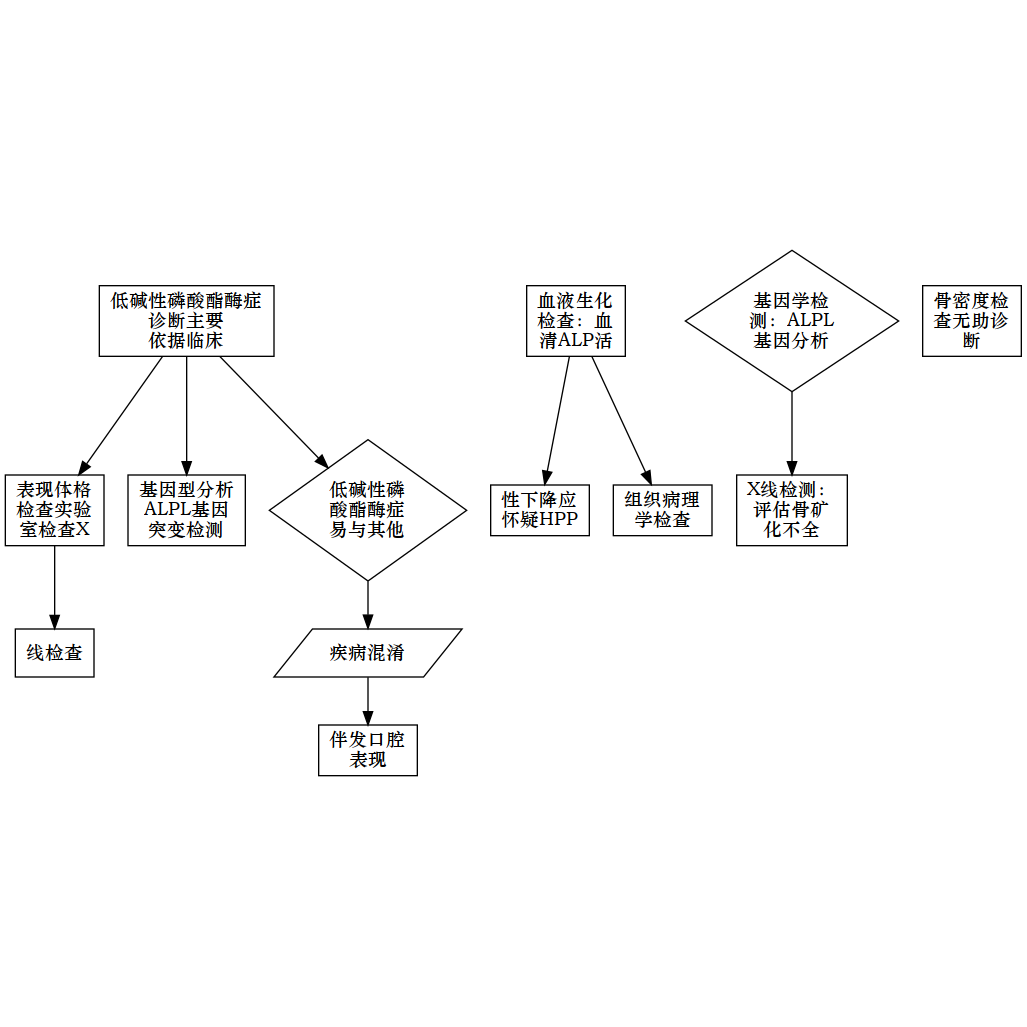 低碱性磷酸酯酶症
诊断主要
依据临床
血液生化
检查：血
清ALP活
基因学检
测：ALPL
基因分析
骨密度检
查无助诊
断
表现体格
检查实验
室检查X
基因型分析
ALPL基因
突变检测
低碱性磷
酸酯酶症
易与其他
性下降应
怀疑HPP
组织病理
学检查
X线检测：
评估骨矿
化不全
线检查
疾病混淆
伴发口腔
表现